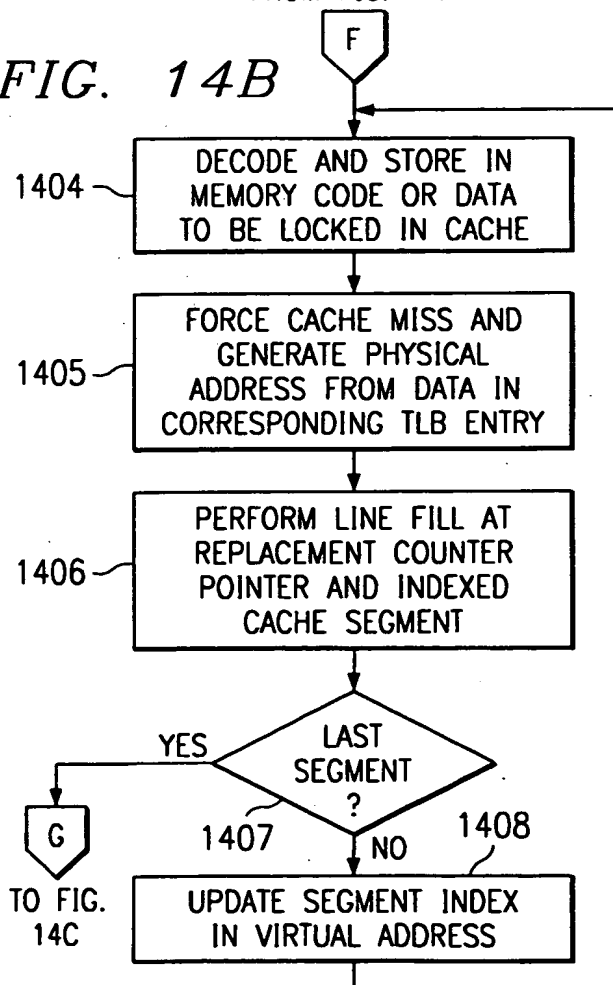 F
FIG. 14B
1404
DECODE AND STORE IN
MEMORY CODE OR DATA
TO BE LOCKED IN CACHE
1405
FORCE CACHE MISS AND
GENERATE PHYSICAL
ADDRESS FROM DATA IN
CORRESPONDING TLB ENTRY
1406
PERFORM LINE FILL AT
REPLACEMENT COUNTER
POINTER AND INDEXED
CACHE SEGMENT
YES
LAST
SEGMENT
?
1407
NO
G
TO FIG.
14C
1408
UPDATE SEGMENT INDEX
IN VIRTUAL ADDRESS